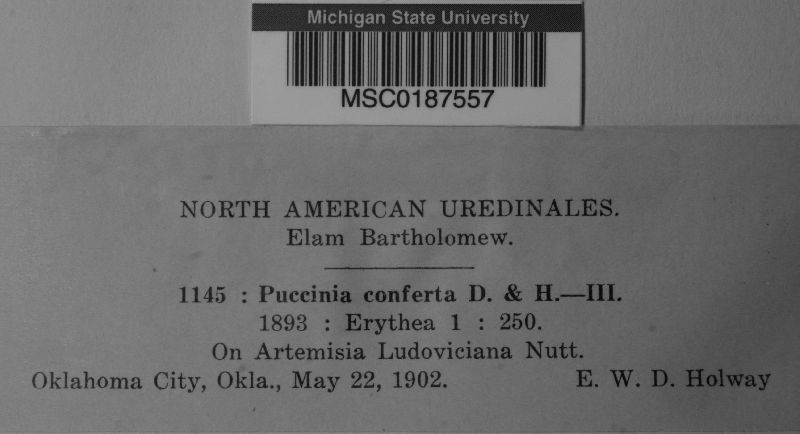 Michigan State University
MSC0187557
NORTH AMERICAN UREDINALES.
Elam Bartholomew.
1145 : Puccinia conferta D. & H.—III.
1893 : Erythea 1 : 250.
On Artemisia Ludoviciana Nutt.
Oklahoma City, Okla., May 22, 1902. E. W. D. Holway